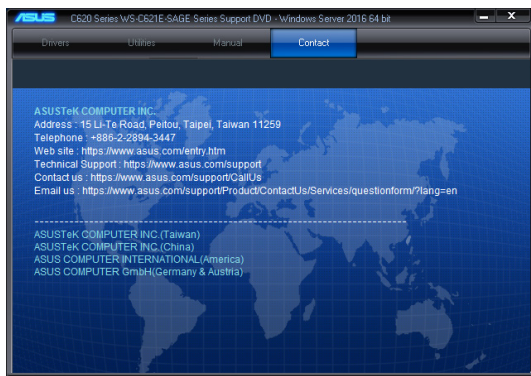 ASUS C620 Series WS-C621E-SAGE Series Support DVD - Windows Server 2016 64 bit
Drivers Utilities Manual Contact
ASUSTeK COMPUTER INC.
Address : 15 Li-Te Road, Peitou, Taipei, Taiwan 11259
Telephone : +886-2-2894-3447
Web site : https://www.asus.com/entry.htm
Technical Support : https://www.asus.com/support
Contact us : https://www.asus.com/support/CallUs
Email us : https://www.asus.com/support/Product/ContactUs/Services/questionform/?lang=en
ASUSTeK COMPUTER INC.(Taiwan)
ASUSTeK COMPUTER INC.(China)
ASUS COMPUTER INTERNATIONAL(America)
ASUS COMPUTER GmbH(Germany & Austria)